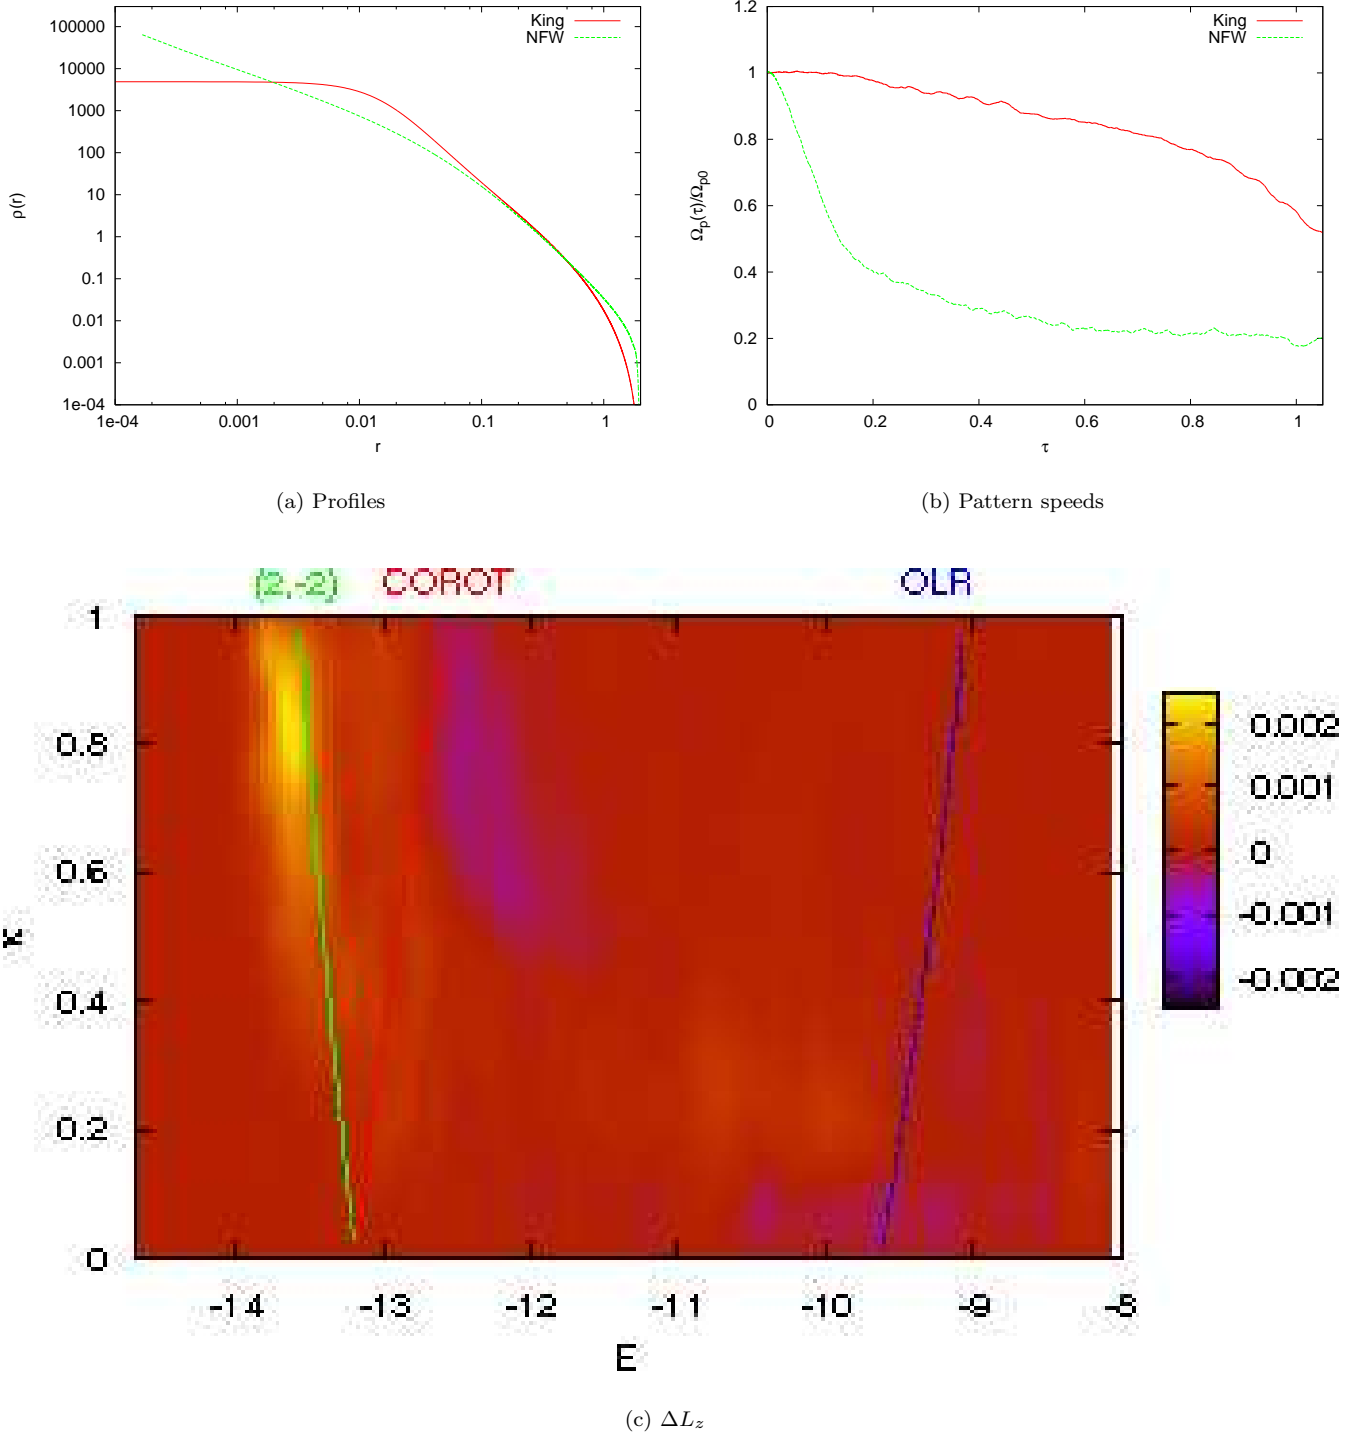 100000
10000
1000
100
10
1
0.1
0.01
0.001
1e-04
1e-04 0.001 0.01 0.1 1
ρ(r)
r
King
NFW
(a) Profiles
1.2
1
0.8
0.6
0.4
0.2
0
0 0.2 0.4 0.6 0.8 1
Ωp(τ)/Ωp0
τ
King
NFW
(b) Pattern speeds
(2,-2) COROT OLR
1
0.8
0.6
0.4
0.2
0
κ
-14 -13 -12 -11 -10 -9 -8
E
0.002
0.001
0
-0.001
-0.002
(c) ΔLz